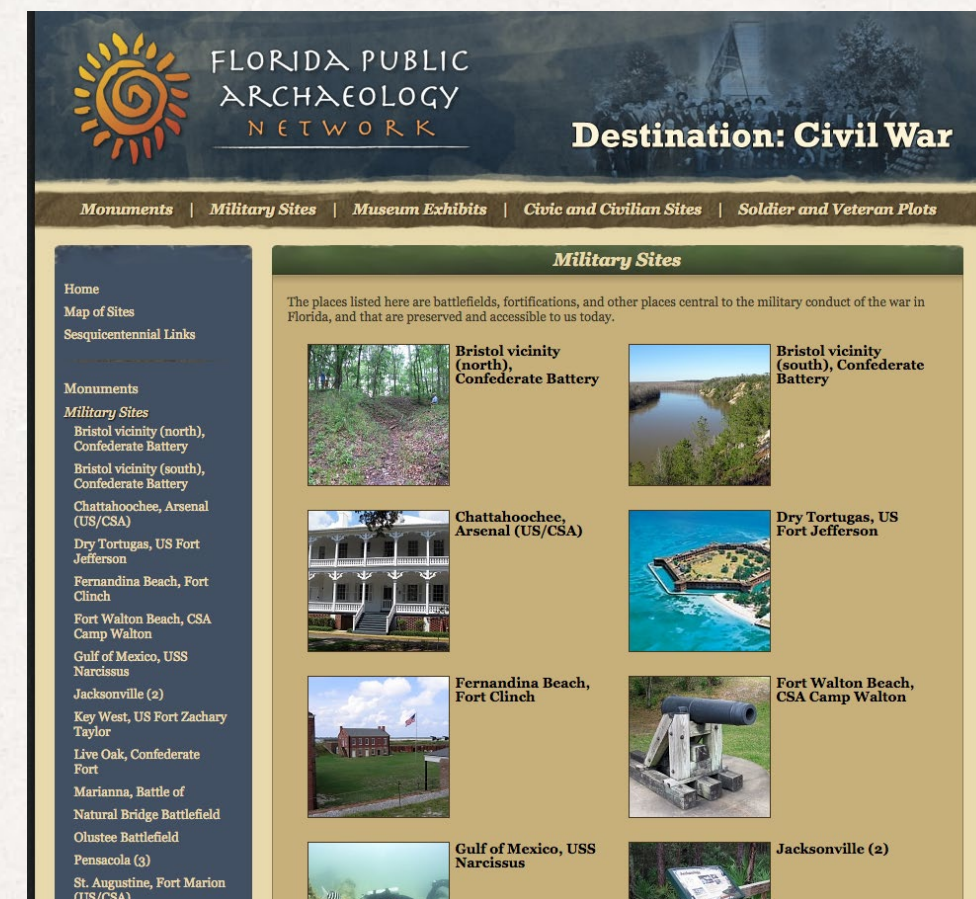 FLORIDA PUBLIC
ARCHAEOLOGY
NETWORK
Destination: Civil War
Monuments | Military Sites | Museum Exhibits | Civic and Civilian Sites | Soldier and Veteran Plots
Home
Map of Sites
Sesquicentennial Links
Monuments
Military Sites
Bristol vicinity (north),
Confederate Battery
Bristol vicinity (south),
Confederate Battery
Chattahoochee, Arsenal
(US/CSA)
Dry Tortugas, US Fort
Jefferson
Fernandina Beach, Fort
Clinch
Fort Walton Beach, CSA
Camp Walton
Gulf of Mexico, USS
Narcissus
Jacksonville (2)
Key West, US Fort Zachary
Taylor
Live Oak, Confederate
Fort
Marianna, Battle of
Natural Bridge Battlefield
Olustee Battlefield
Pensacola (3)
St. Augustine, Fort Marion
(US/CSA)
Military Sites
The places listed here are battlefields, fortifications, and other places central to the military conduct of the war in
Florida, and that are preserved and accessible to us today.
Bristol vicinity
(north),
Confederate Battery
Bristol vicinity
(south), Confederate
Battery
Chattahoochee,
Arsenal (US/CSA)
Dry Tortugas, US
Fort Jefferson
Fernandina Beach,
Fort Clinch
Fort Walton Beach,
CSA Camp Walton
Gulf of Mexico, USS
Narcissus
Jacksonville (2)